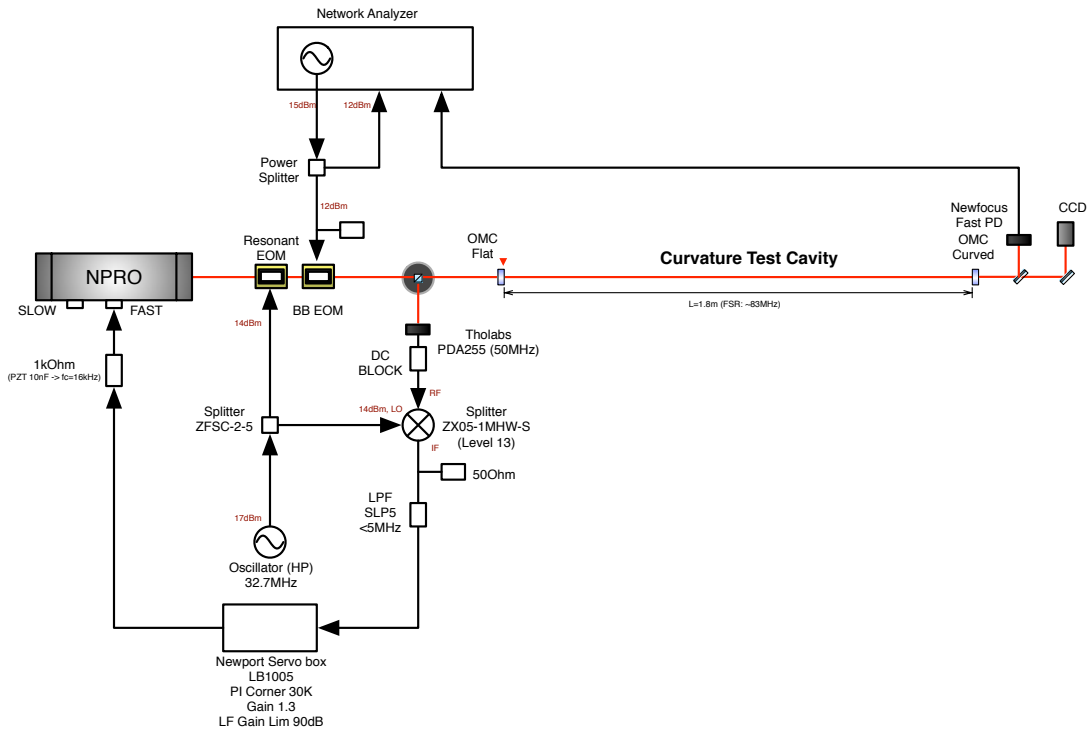 Network Analyzer
15dBm
12dBm
Power
Splitter
12dBm
Resonant
EOM
BB EOM
NPRO
SLOW
FAST
OMC
Flat
Curvature Test Cavity
L=1.8m (FSR: ~83MHz)
Newfocus
Fast PD
OMC
Curved
CCD
14dBm
Tholabs
PDA255 (50MHz)
DC
BLOCK
1kOhm
(PZT 10nF -> fc=16kHz)
RF
14dBm, LO
Splitter
ZFSC-2-5
Splitter
ZX05-1MHW-S
(Level 13)
IF
50Ohm
LPF
SLP5
<5MHz
17dBm
Oscillator (HP)
32.7MHz
Newport Servo box
LB1005
PI Corner 30K
Gain 1.3
LF Gain Lim 90dB